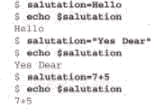 $ salutation=Hello
$ echo $salutation
Hello
$ salutation="Yes Dear"
$ echo $salutation
Yes Dear
$ salutation=7+5
$ echo $salutation
7+5